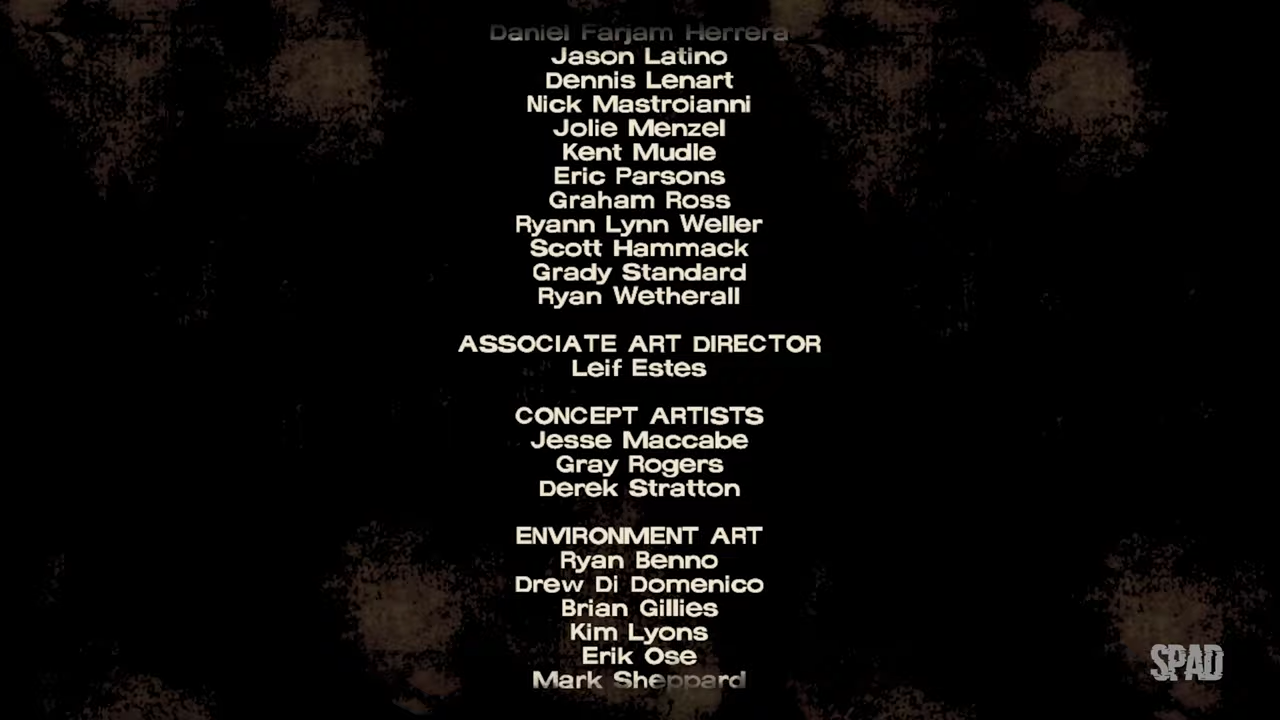 Daniel Farjam Herrera
Jason Latino
Dennis Lenart
Nick Mastroianni
Jolie Menzel
Kent Mudle
Eric Parsons
Graham Ross
Ryann Lynn Weller
Scott Hammack
Grady Standard
Ryan Wetherall
ASSOCIATE ART DIRECTOR
Leif Estes
CONCEPT ARTISTS
Jesse Maccabe
Gray Rogers
Derek Stratton
ENVIRONMENT ART
Ryan Benno
Drew Di Domenico
Brian Gillies
Kim Lyons
Erik Ose
Mark Sheppard
SPAD